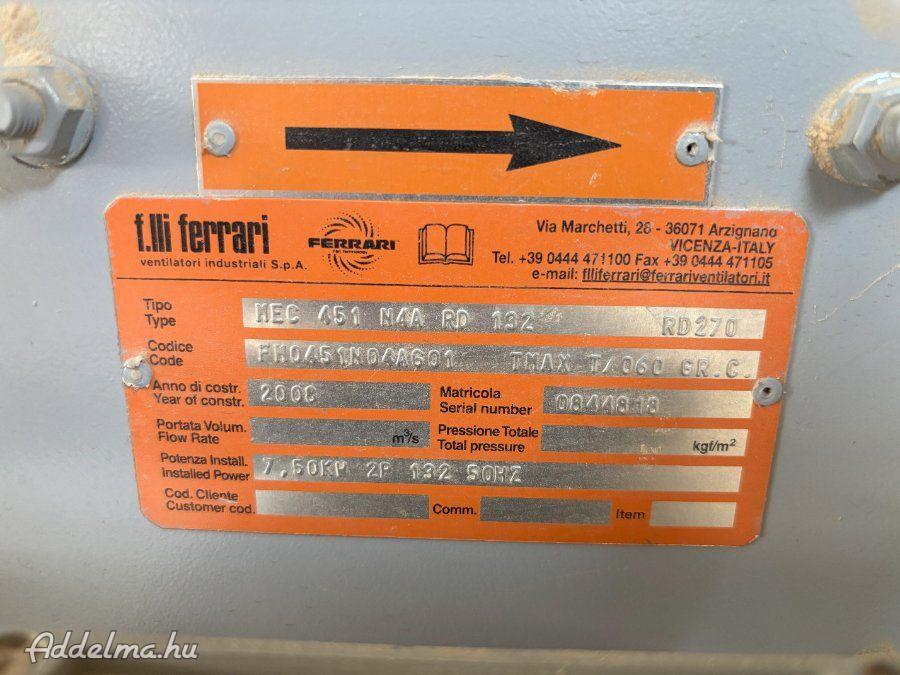 f.lli ferrari
ventilatori industriali S.p.A.
FERRARI
Via Marchetti, 28 - 36071 Arzignano
VICENZA-ITALY
Tel. +39 0444 471100 Fax +39 0444 471105
e-mail: flliferrari@ferrariventilatori.it
Tipo
Type
MEC 451 N4A RD 132 RD270
Codice
Code
FM0451N04AG01 TMAX T/060 GR.C.
Anno di costr.
Year of constr.
Matricola
Serial number
Portata Volum.
Flow Rate
m³/s
Pressione Totale
Total pressure
kgf/m²
Potenza Install.
Installed Power
7,50KW 2P 132 50HZ
Cod. Cliente
Customer cod.
Comm.
Item
Addelma.hu